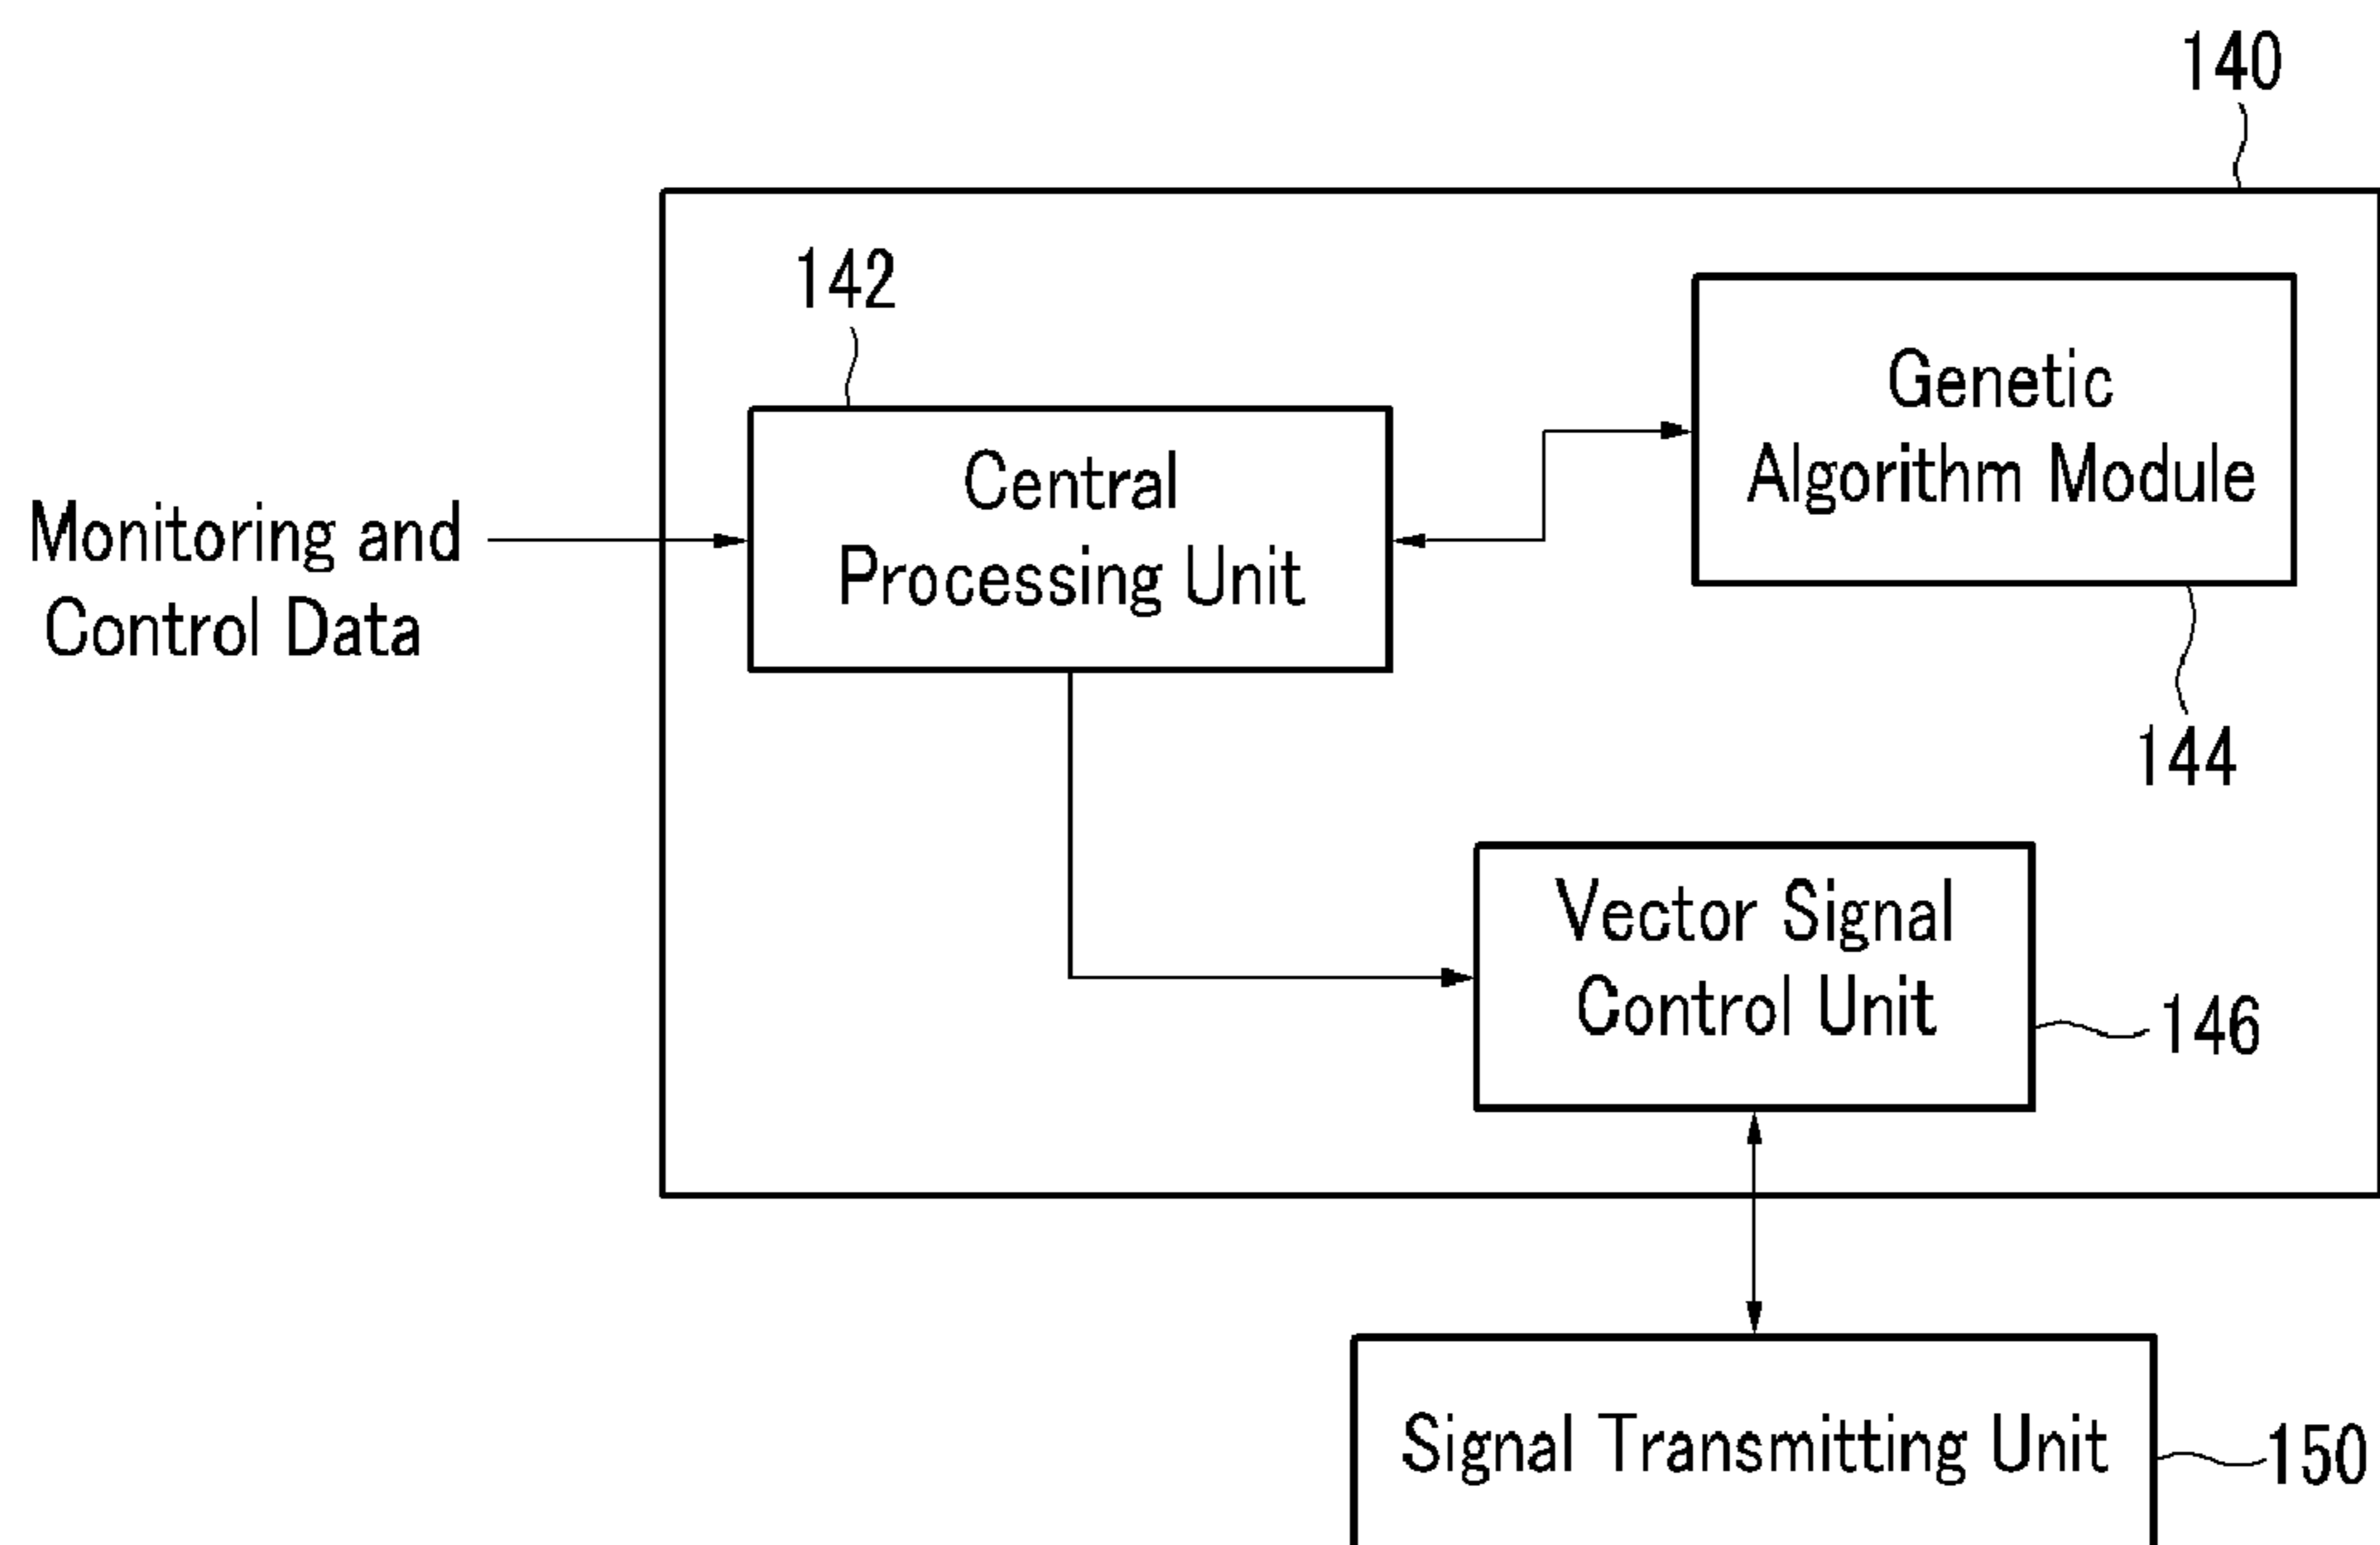 140
142
Genetic
Algorithm Module
Central
Processing Unit
Monitoring and
Control Data
144
Vector Signal
Control Unit
146
Signal Transmitting Unit
150